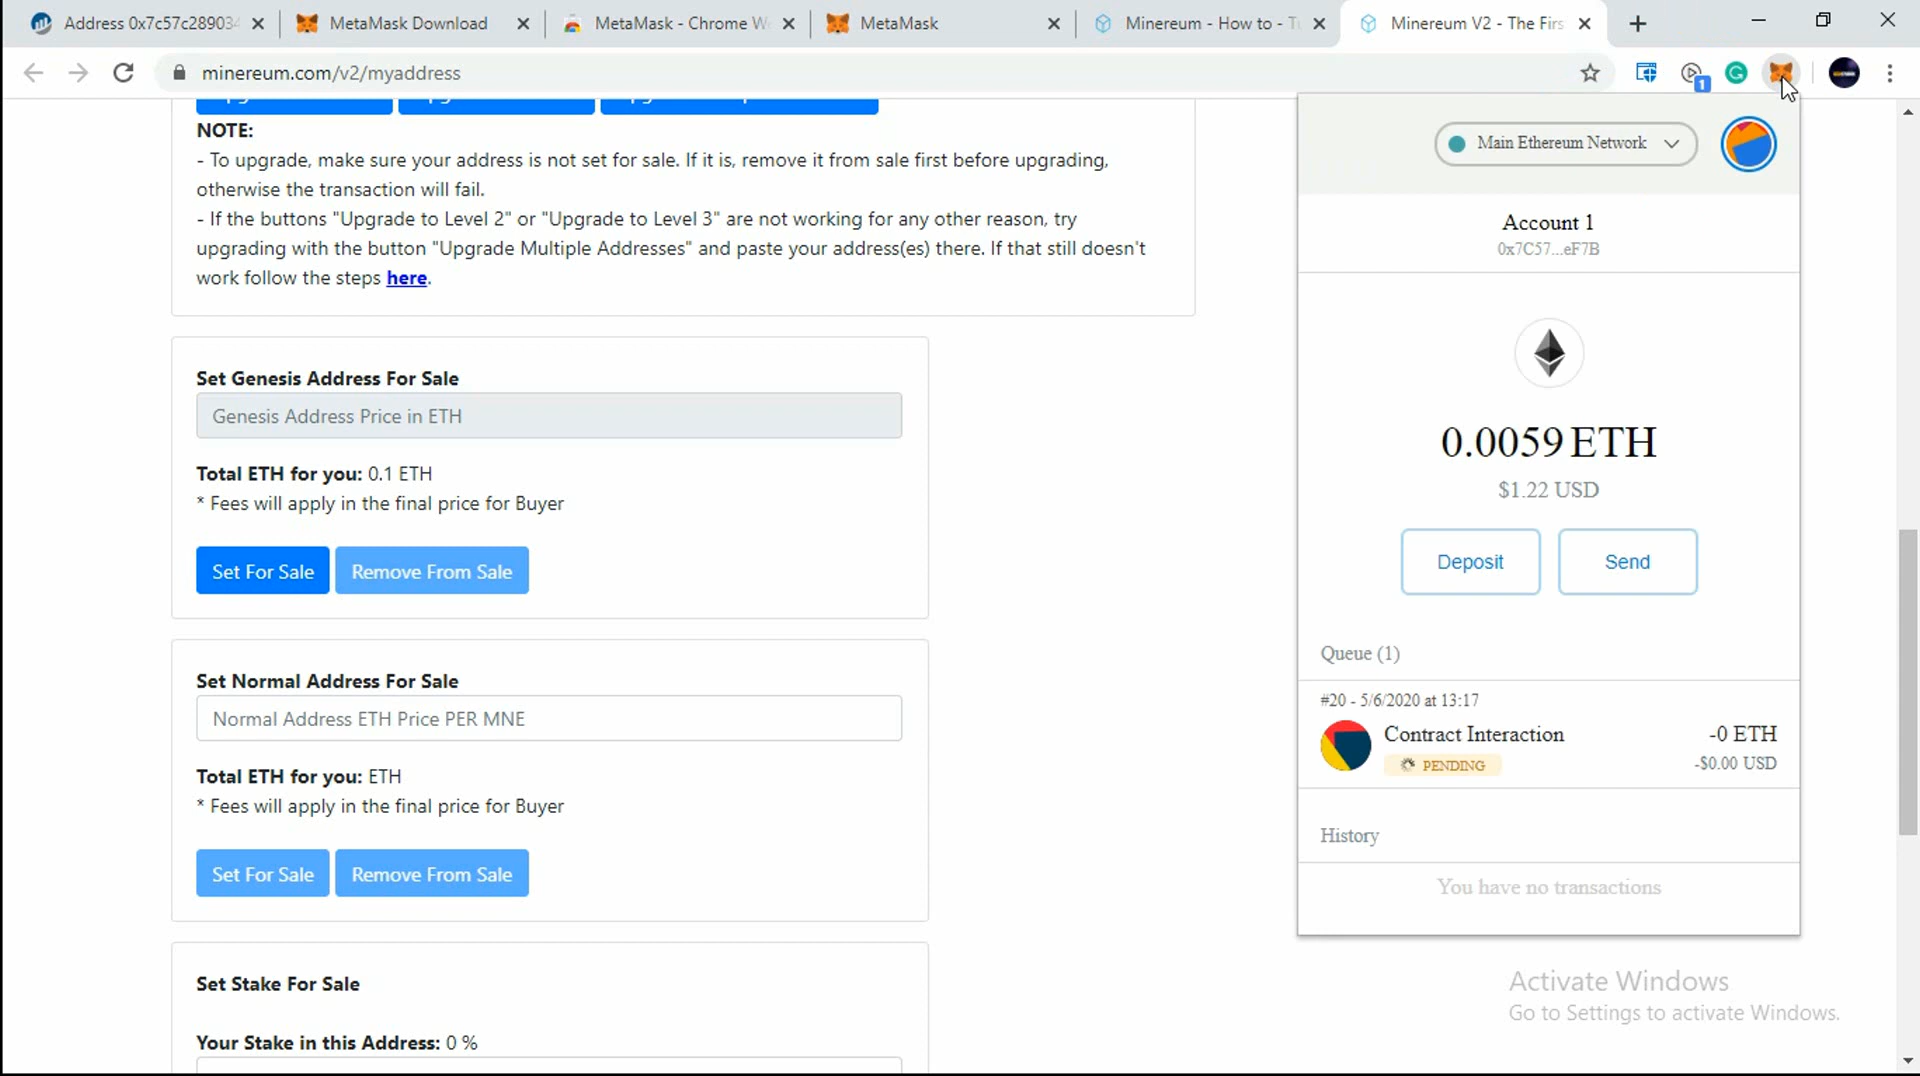 Address 0x7c57c28903
MetaMask Download
MetaMask - Chrome W
MetaMask
Minereum - How to - T
Minereum V2 - The Firs
minereum.com/v2/myaddress
1
NOTE:
- To upgrade, make sure your address is not set for sale. If it is, remove it from sale first before upgrading,
otherwise the transaction will fail.
- If the buttons "Upgrade to Level 2" or "Upgrade to Level 3" are not working for any other reason, try
upgrading with the button "Upgrade Multiple Addresses" and paste your address(es) there. If that still doesn't
work follow the steps here.
Set Genesis Address For Sale
Genesis Address Price in ETH
Total ETH for you: 0.1 ETH
* Fees will apply in the final price for Buyer
Set For Sale
Remove From Sale
Set Normal Address For Sale
Normal Address ETH Price PER MNE
Total ETH for you: ETH
* Fees will apply in the final price for Buyer
Set For Sale
Remove From Sale
Set Stake For Sale
Your Stake in this Address: 0 %
Main Ethereum Network
Account 1
0x7C57...eF7B
0.0059 ETH
$1.22 USD
Deposit
Send
Queue (1)
#20 - 5/6/2020 at 13:17
Contract Interaction
-0 ETH
PENDING
-$0.00 USD
History
You have no transactions
Activate Windows
Go to Settings to activate Windows.